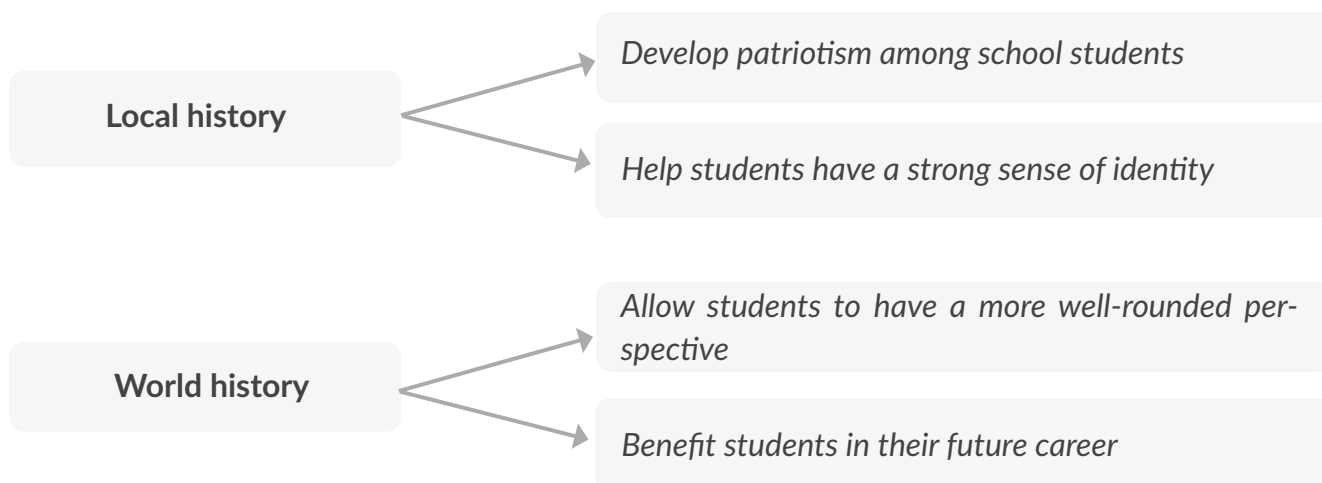 Local history
Develop patriotism among school students
Help students have a strong sense of identity
World history
Allow students to have a more well-rounded per-
spective
Benefit students in their future career